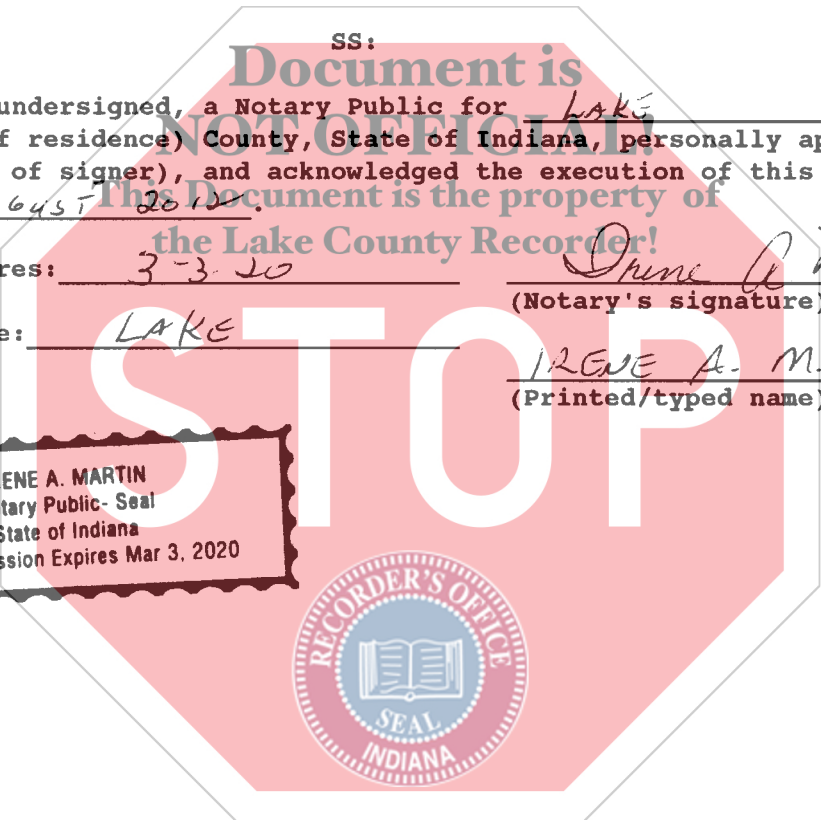 SS:
Document is
undersigned, a Notary Public for LAKE
NOT OFFICIAL!
f residence) County, State of Indiana, personally ap
of signer), and acknowledged the execution of this
This Document is the property of
gust 2012.
the Lake County Recorder!
res: 3-3-20
Irene A
(Notary's signature)
e: LAKE
IRENE A. M
(Printed/typed name)
STOP
ENE A. MARTIN
tary Public- Seal
State of Indiana
ssion Expires Mar 3, 2020
RECORDER'S OFFICE
SEAL
INDIANA